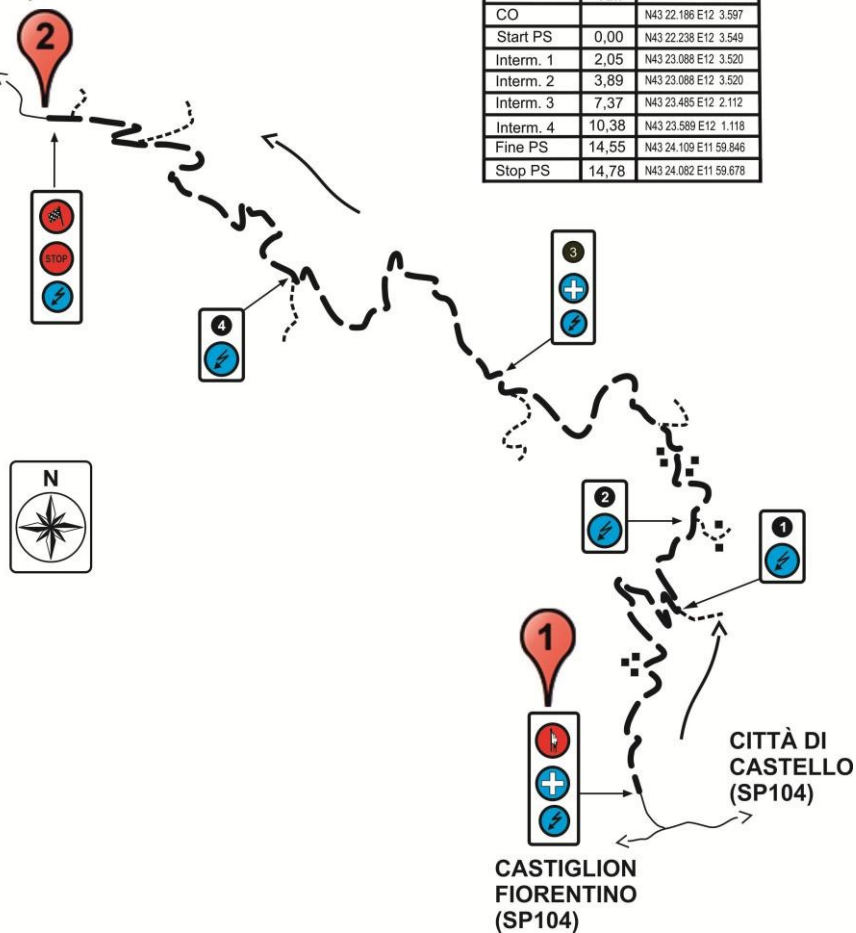 CO N43 22.186 E12 3.597
Start PS 0,00 N43 22.238 E12 3.549
Interm. 1 2,05 N43 23.088 E12 3.520
Interm. 2 3,89 N43 23.088 E12 3.520
Interm. 3 7,37 N43 23.485 E12 2.112
Interm. 4 10,38 N43 23.589 E12 1.118
Fine PS 14,55 N43 24.109 E11 59.846
Stop PS 14,78 N43 24.082 E11 59.678
2
STOP
3
4
N
2
1
1
CITTÀ DI
CASTELLO
(SP104)
CASTIGLION
FIORENTINO
(SP104)